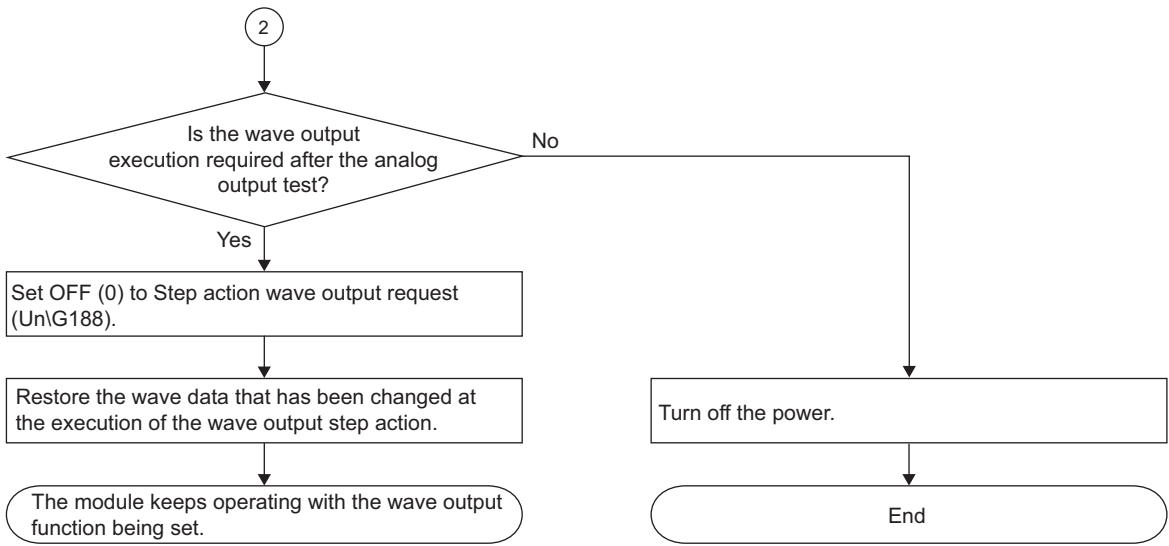 2
Is the wave output
execution required after the analog
output test?
No
Yes
Set OFF (0) to Step action wave output request
(Un\G188).
Restore the wave data that has been changed at
the execution of the wave output step action.
Turn off the power.
The module keeps operating with the wave output
function being set.
End